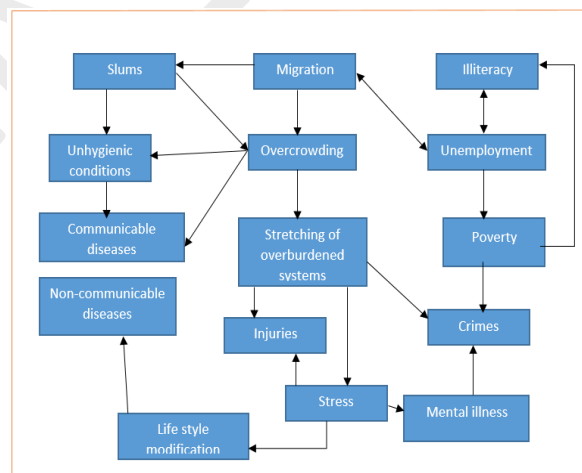 Slums
Migration
Illiteracy
Unhygienic
conditions
Overcrowding
Unemployment
Communicable
diseases
Stretching of
overburdened
systems
Poverty
Non-communicable
diseases
Injuries
Crimes
Stress
Mental illness
Life style
modification